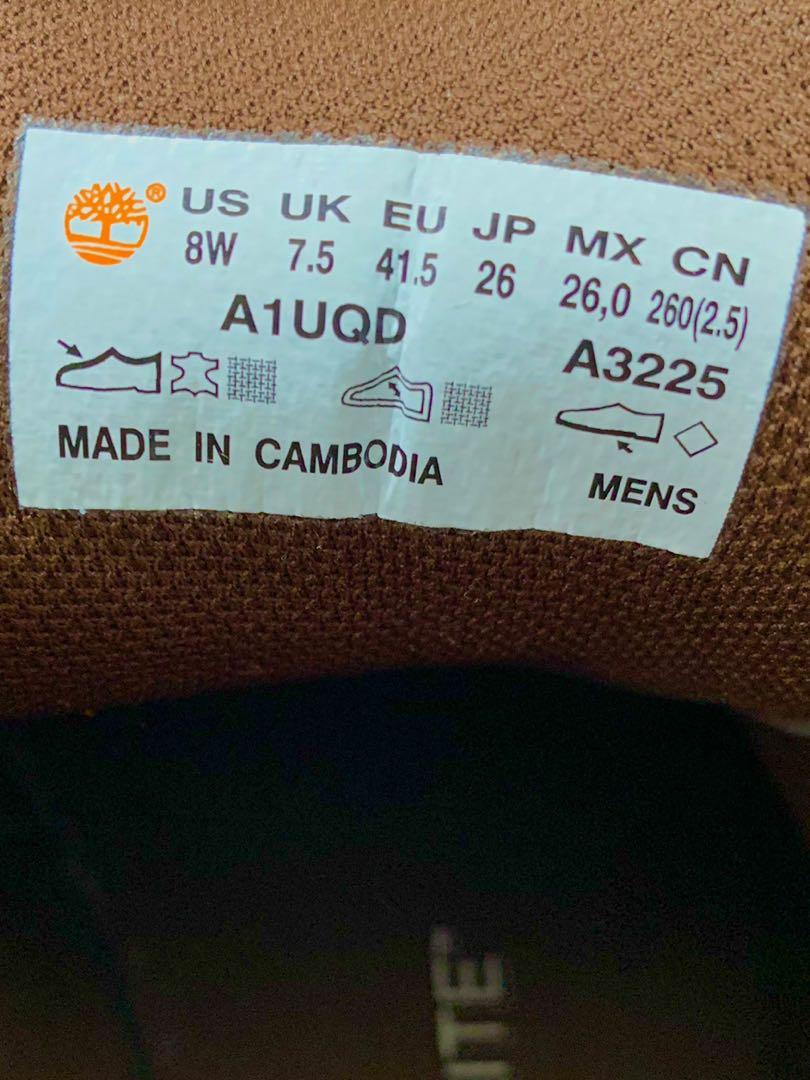 ® US UK EU JP MX CN
8W 7.5 41.5 26 26,0 260(2.5)
A1UQD A3225
MADE IN CAMBODIA MENS